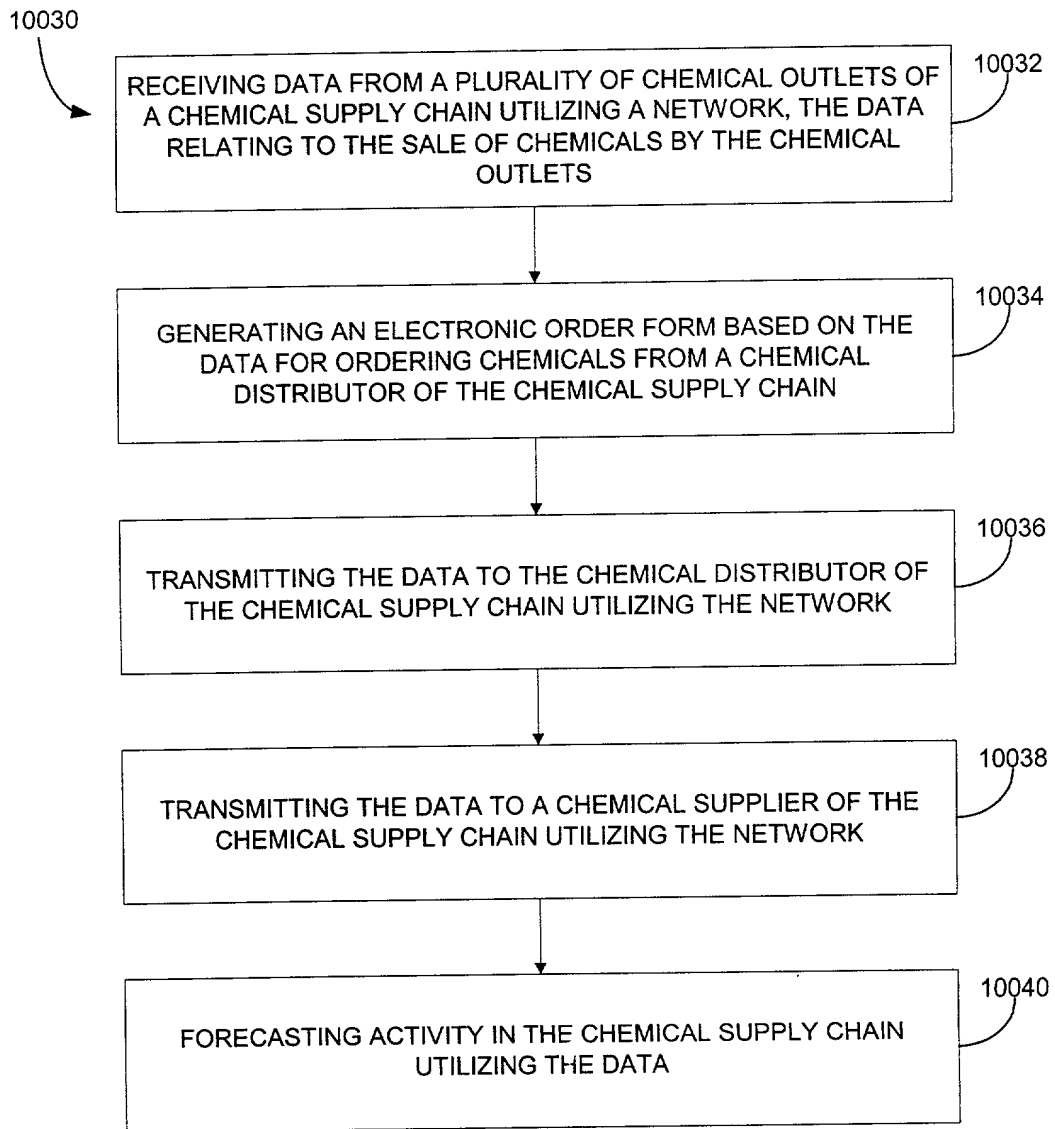 10030
RECEIVING DATA FROM A PLURALITY OF CHEMICAL OUTLETS OF
A CHEMICAL SUPPLY CHAIN UTILIZING A NETWORK, THE DATA
RELATING TO THE SALE OF CHEMICALS BY THE CHEMICAL
OUTLETS
10032
GENERATING AN ELECTRONIC ORDER FORM BASED ON THE
DATA FOR ORDERING CHEMICALS FROM A CHEMICAL
DISTRIBUTOR OF THE CHEMICAL SUPPLY CHAIN
10034
TRANSMITTING THE DATA TO THE CHEMICAL DISTRIBUTOR OF
THE CHEMICAL SUPPLY CHAIN UTILIZING THE NETWORK
10036
TRANSMITTING THE DATA TO A CHEMICAL SUPPLIER OF THE
CHEMICAL SUPPLY CHAIN UTILIZING THE NETWORK
10038
FORECASTING ACTIVITY IN THE CHEMICAL SUPPLY CHAIN
UTILIZING THE DATA
10040